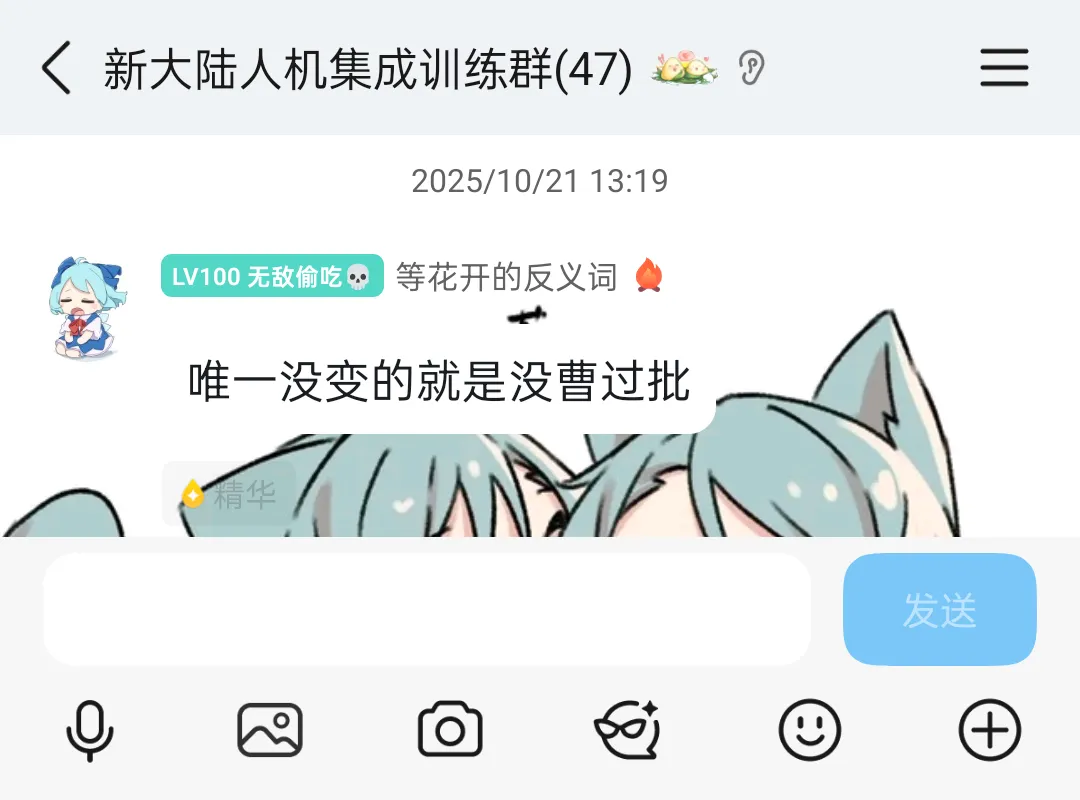 新大陆人机集成训练群(47)
2025/10/21 13:19
LV100 无敌偷吃💀 等花开的反义词
唯一没变的就是没曹过批
精华
发送